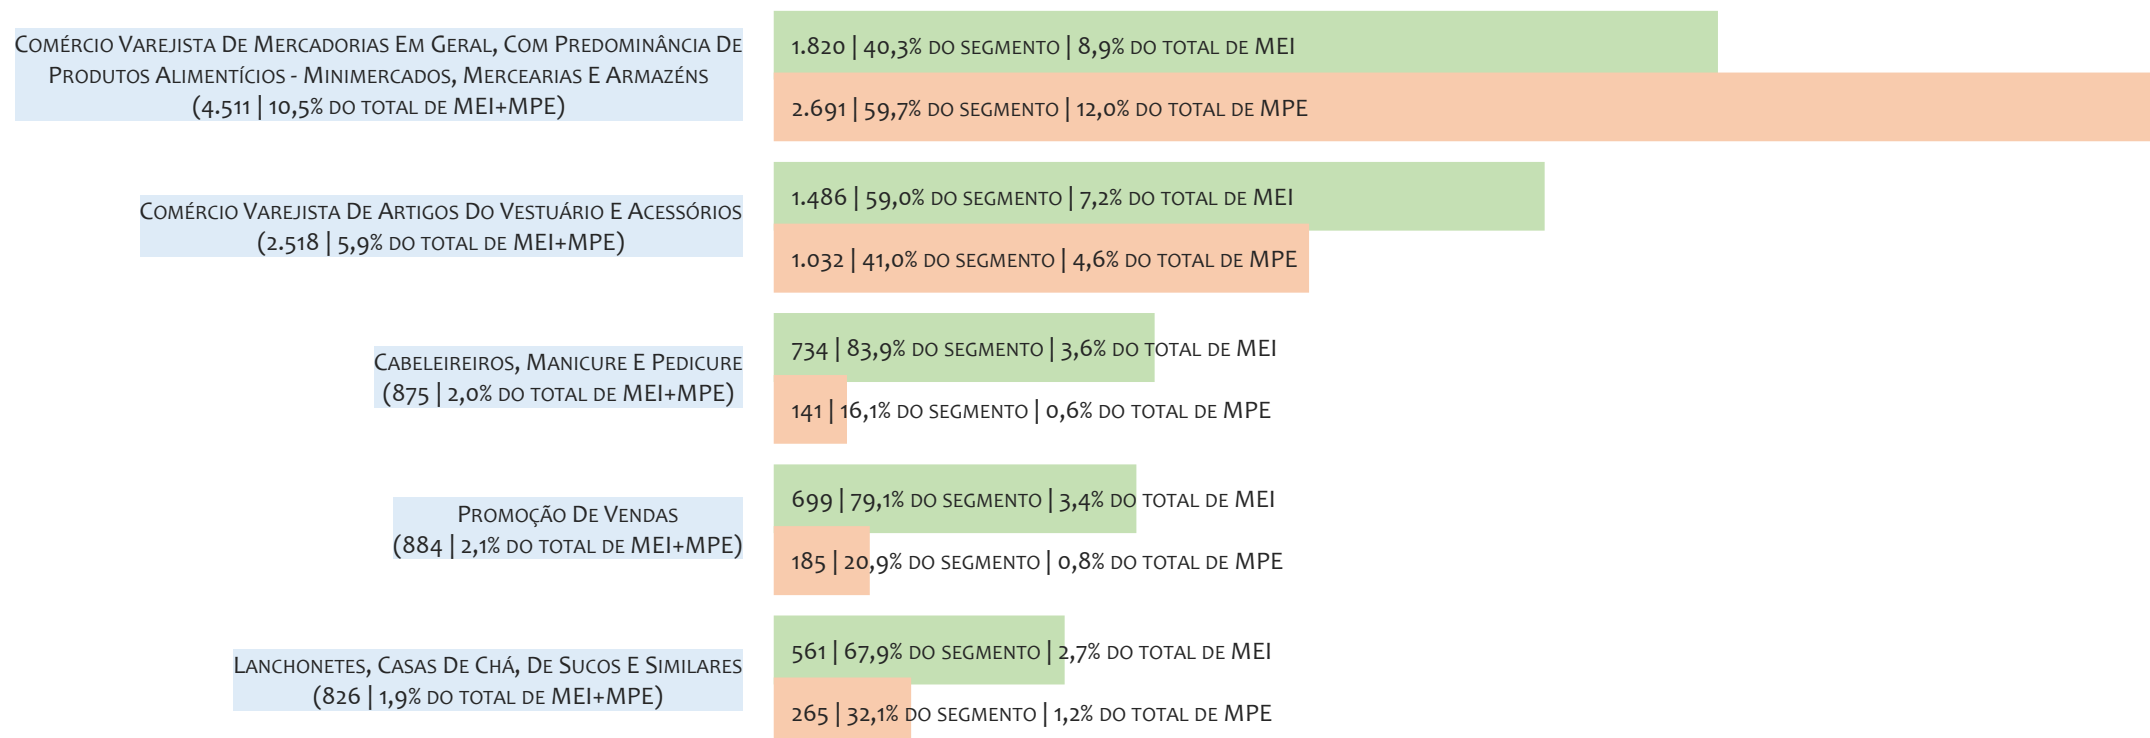 Comércio Varejista De Mercadorias Em Geral, Com Predominância De
Produtos Alimentícios - Minimercados, Mercearias E Armazéns
(4.511 | 10,5% do total de MEI+MPE)
1.820 | 40,3% do segmento | 8,9% do total de MEI
2.691 | 59,7% do segmento | 12,0% do total de MPE
Comércio Varejista De Artigos Do Vestuário E Acessórios
(2.518 | 5,9% do total de MEI+MPE)
1.486 | 59,0% do segmento | 7,2% do total de MEI
1.032 | 41,0% do segmento | 4,6% do total de MPE
Cabeleireiros, Manicure E Pedicure
(875 | 2,0% do total de MEI+MPE)
734 | 83,9% do segmento | 3,6% do total de MEI
141 | 16,1% do segmento | 0,6% do total de MPE
Promoção De Vendas
(884 | 2,1% do total de MEI+MPE)
699 | 79,1% do segmento | 3,4% do total de MEI
185 | 20,9% do segmento | 0,8% do total de MPE
Lanchonetes, Casas De Chá, De Sucos E Similares
(826 | 1,9% do total de MEI+MPE)
561 | 67,9% do segmento | 2,7% do total de MEI
265 | 32,1% do segmento | 1,2% do total de MPE